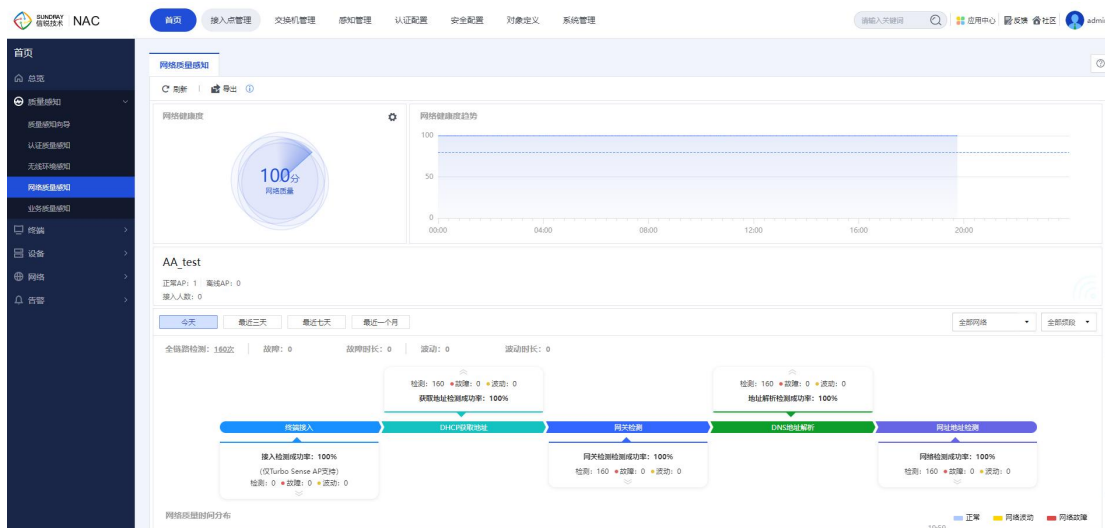 SUNDRAY 信锐技术 NAC 首页 接入点管理 交换机管理 感知管理 认证配置 安全配置 对象定义 系统管理 请输入关键词 应用中心 反馈 社区 admin
首页
总览
质量感知
质量感知向导
认证质量感知
无线环境感知
网络质量感知
业务质量感知
终端
设备
网络
告警
网络质量感知
刷新 导出
网络健康度
100分
网络质量
网络健康度趋势
100
50
0
00:00 04:00 08:00 12:00 16:00 20:00
AA_test
正常AP: 1 离线AP: 0
接入人数: 0
今天 最近三天 最近七天 最近一个月 全部网络 全部频段
全链路检测: 160次 故障: 0 故障时长: 0 波动: 0 波动时长: 0
检测: 160 故障: 0 波动: 0
获取地址检测成功率: 100%
检测: 160 故障: 0 波动: 0
地址解析检测成功率: 100%
终端接入 DHCP获取地址 网关检测 DNS地址解析 网址地址检测
接入检测成功率: 100%
(仅Turbo Sense AP支持)
检测: 0 故障: 0 波动: 0
网关检测检测成功率: 100%
检测: 160 故障: 0 波动: 0
网络检测成功率: 100%
检测: 160 故障: 0 波动: 0
网络质量时间分布
正常 网络波动 网络故障